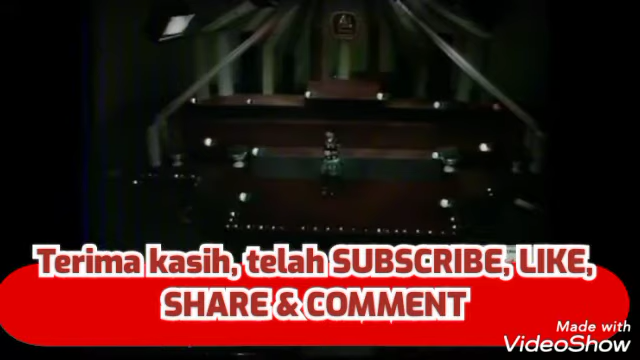 Terima kasih, telah SUBSCRIBE, LIKE,
SHARE & COMMENT
Made with
VideoShow